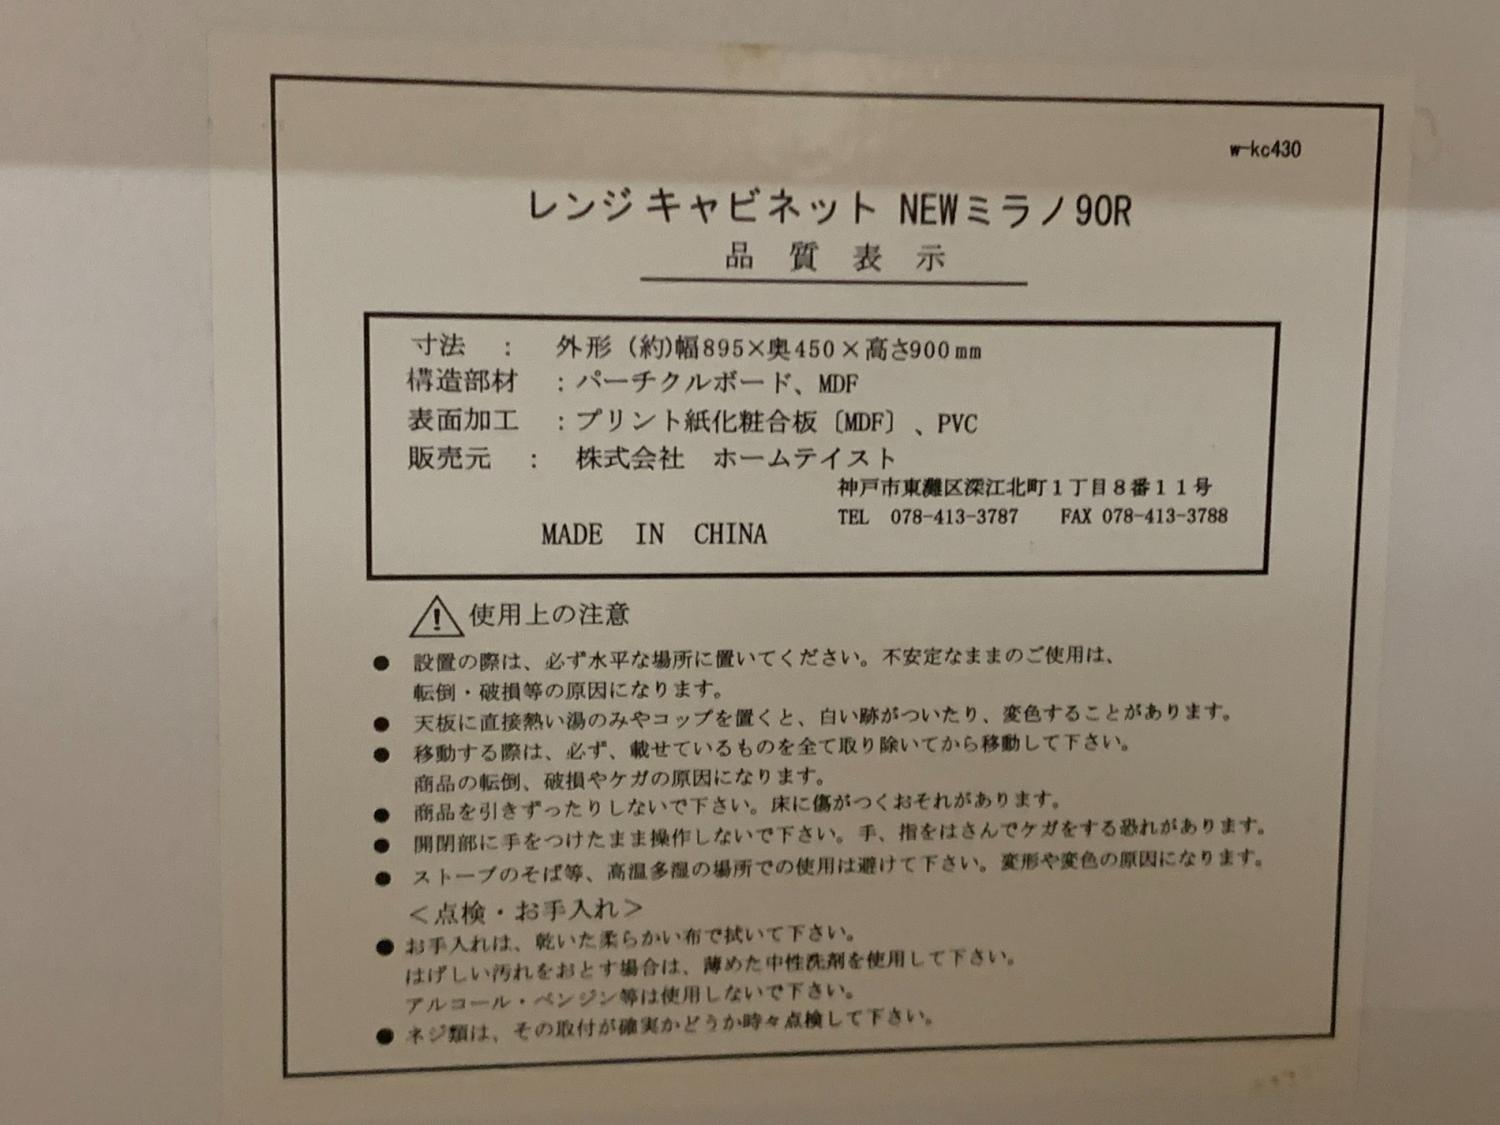 w-kc430
レンジキャビネット NEWミラノ90R
品 質 表 示
寸法 : 外形 (約)幅895×奥450×高さ900mm
構造部材 :パーチクルボード、MDF
表面加工 :プリント紙化粧合板〔MDF〕、PVC
販売元 : 株式会社 ホームテイスト
神戸市東灘区深江北町1丁目8番11号
TEL 078-413-3787 FAX 078-413-3788
MADE IN CHINA
使用上の注意
● 設置の際は、必ず水平な場所に置いてください。不安定なままのご使用は、
転倒・破損等の原因になります。
● 天板に直接熱い湯のみやコップを置くと、白い跡がついたり、変色することがあります。
● 移動する際は、必ず、載せているものを全て取り除いてから移動して下さい。
商品の転倒、破損やケガの原因になります。
● 商品を引きずったりしないで下さい。床に傷がつくおそれがあります。
● 開閉部に手をつけたまま操作しないで下さい。手、指をはさんでケガをする恐れがあります。
● ストーブのそば等、高温多湿の場所での使用は避けて下さい。変形や変色の原因になります。
<点検・お手入れ>
● お手入れは、乾いた柔らかい布で拭いて下さい。
はげしい汚れをおとす場合は、薄めた中性洗剤を使用して下さい。
アルコール・ベンジン等は使用しないで下さい。
● ネジ類は、その取付が確実かどうか時々点検して下さい。